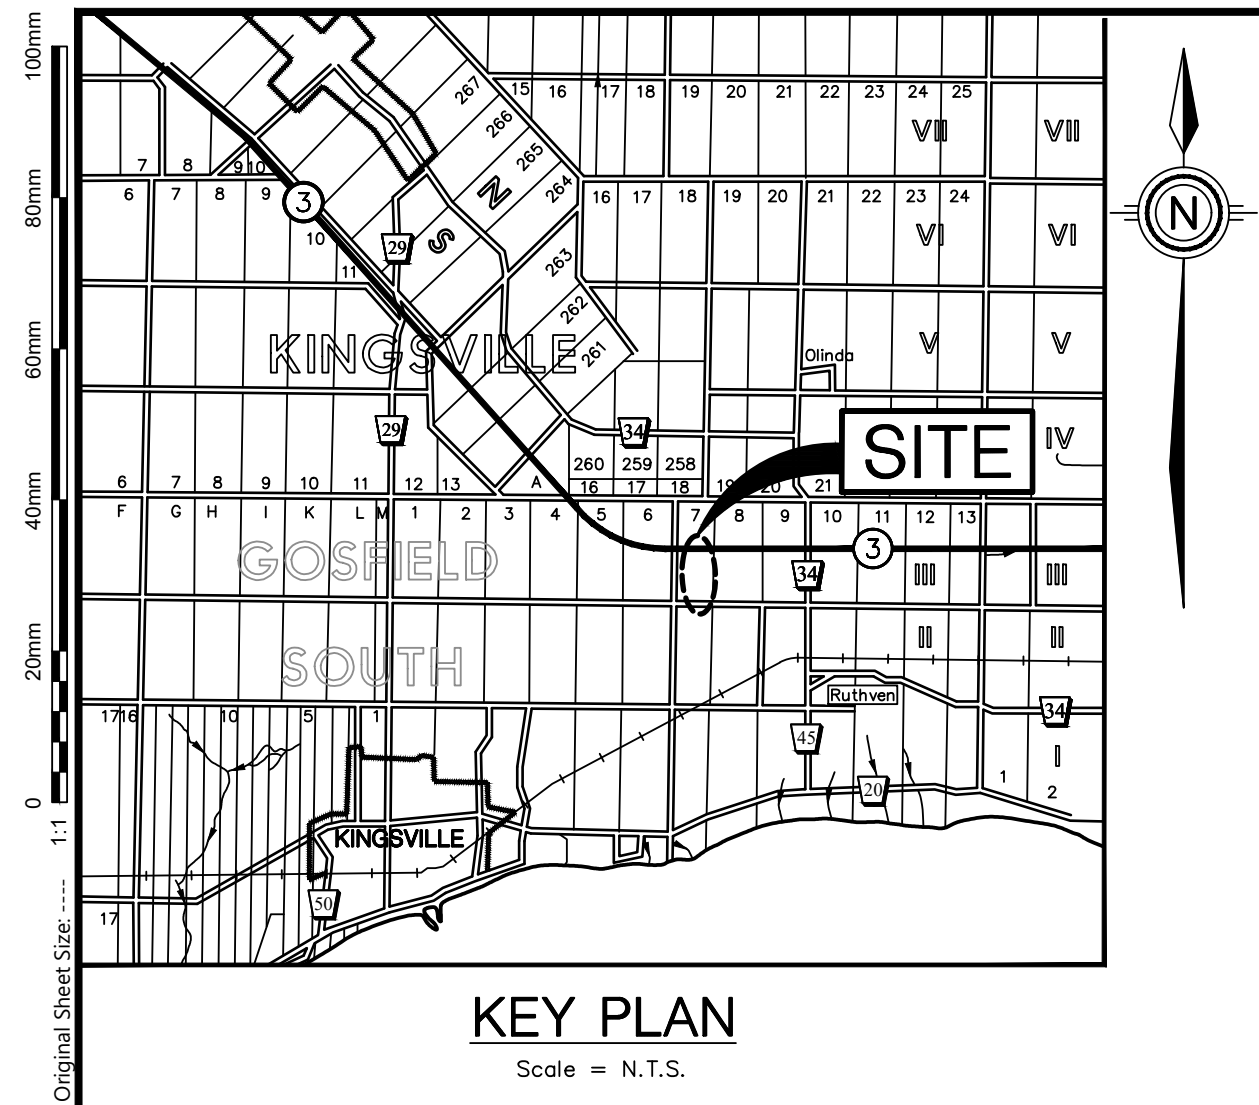 100mm
80mm
60mm
40mm
20mm
0
1:1
Original Sheet Size: ----
267
266
265
264
263
262
261
15 16 17 18 19 20 21 22 23 24 25
VII VII
7 8 9 10
6 7 8 9
3
10
11
29
N
S
16 17 18 19 20 21 22 23 24
VI VI
N
KINGSVILLE
V V
Olinda
29
34
SITE
IV
260 259 258
6 7 8 9 10 11 12 13 A 16 17 18 19 20 21
F G H I K L M 1 2 3 4 5 6 7 8 9 10 11 12 13
3
GOSFIELD
34
III III
SOUTH
II II
Ruthven
17 16 10 5 1
34
45
I
1
2
20
KINGSVILLE
50
17
KEY PLAN
Scale = N.T.S.